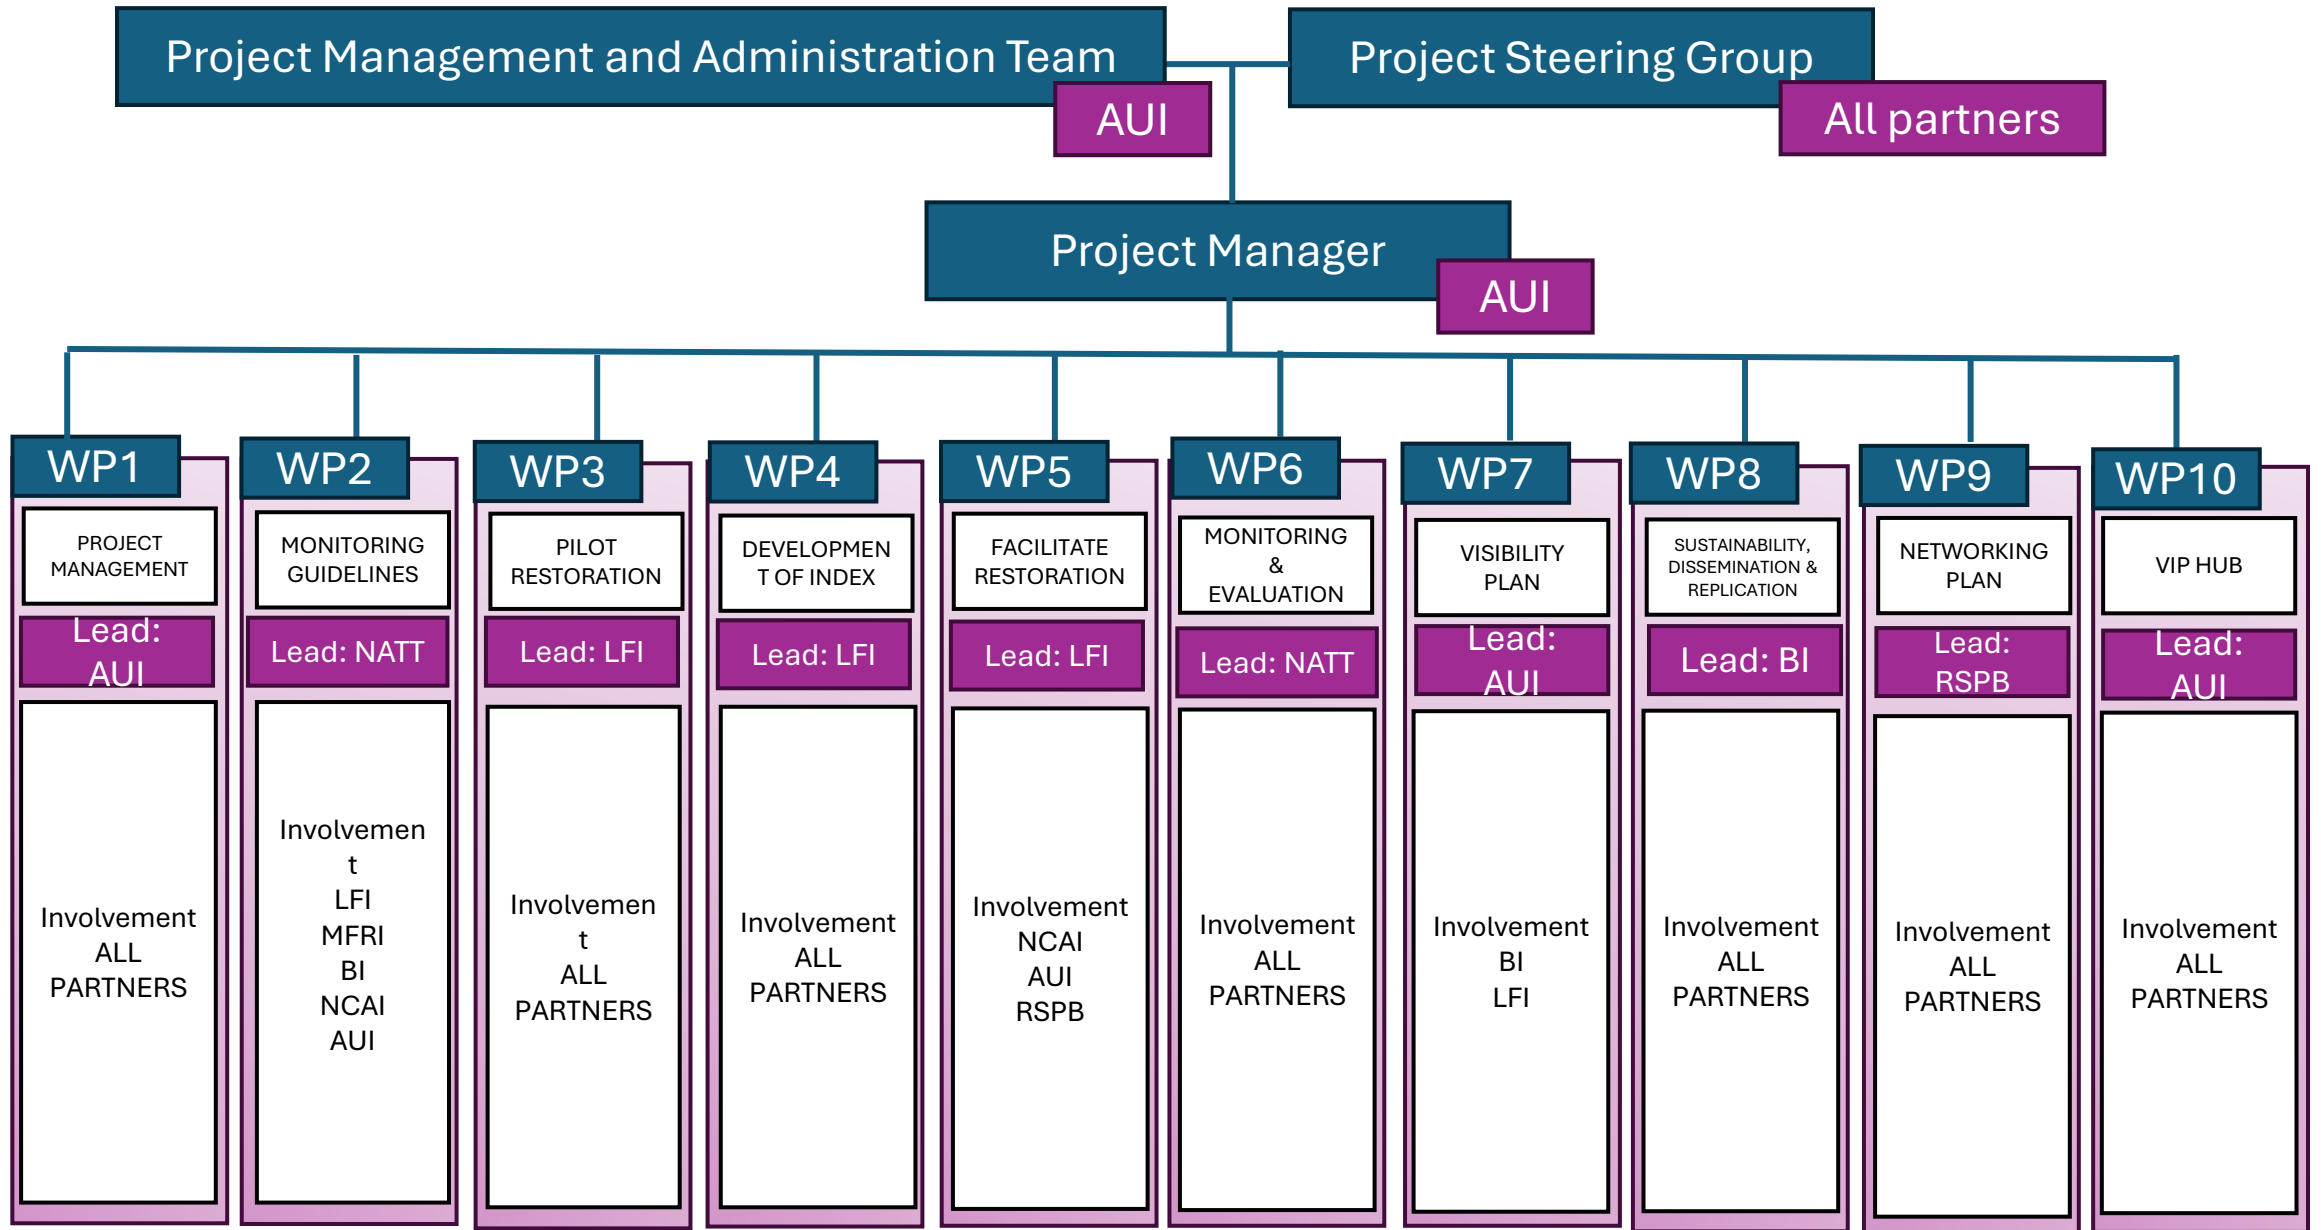 Project Management and Administration Team
AUI
Project Steering Group
All partners
Project Manager
AUI
WP1
PROJECT
MANAGEMENT
Lead:
AUI
Involvement
ALL
PARTNERS
WP2
MONITORING
GUIDELINES
Lead: NATT
Involvemen
t
LFI
MFRI
BI
NCAI
AUI
WP3
PILOT
RESTORATION
Lead: LFI
Involvemen
t
ALL
PARTNERS
WP4
DEVELOPMEN
T OF INDEX
Lead: LFI
Involvement
ALL
PARTNERS
WP5
FACILITATE
RESTORATION
Lead: LFI
Involvement
NCAI
AUI
RSPB
WP6
MONITORING
&
EVALUATION
Lead: NATT
Involvement
ALL
PARTNERS
WP7
VISIBILITY
PLAN
Lead:
AUI
Involvement
BI
LFI
WP8
SUSTAINABILITY,
DISSEMINATION &
REPLICATION
Lead: BI
Involvement
ALL
PARTNERS
WP9
NETWORKING
PLAN
Lead:
RSPB
Involvement
ALL
PARTNERS
WP10
VIP HUB
Lead:
AUI
Involvement
ALL
PARTNERS